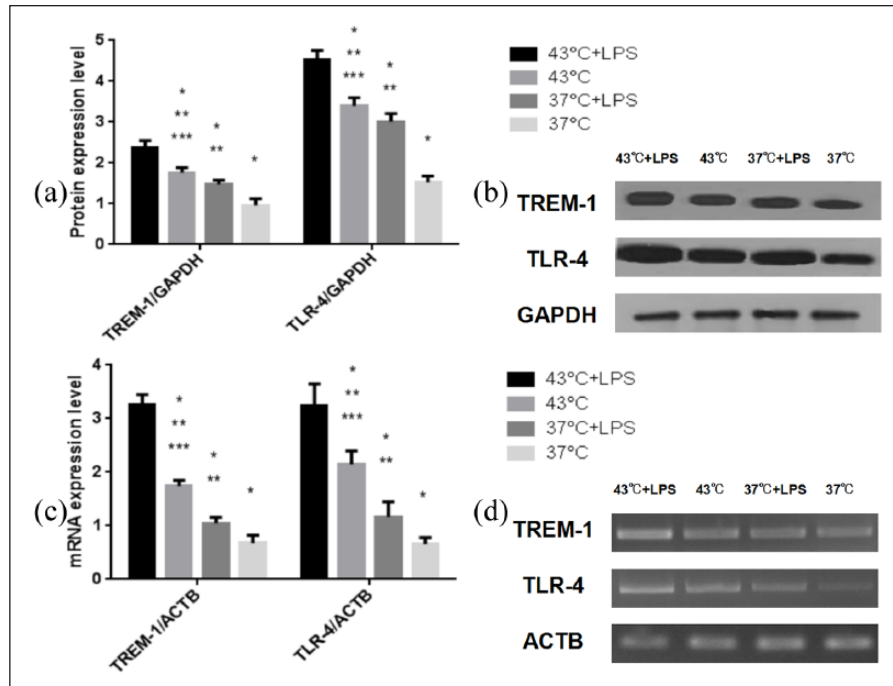 (a)
Protein expression level
5
4
3
2
1
0
*
**
***
*
**
*
*
**
***
*
**
*
TREM-1/GAPDH
TLR-4/GAPDH
43°C+LPS
43°C
37°C+LPS
37°C
(b)
43℃+LPS 43℃ 37℃+LPS 37℃
TREM-1
TLR-4
GAPDH
(c)
mRNA expression level
4
3
2
1
0
*
**
***
*
**
*
*
**
***
*
**
*
TREM-1/ACTB
TLR-4/ACTB
43°C+LPS
43°C
37°C+LPS
37°C
(d)
43℃+LPS 43℃ 37℃+LPS 37℃
TREM-1
TLR-4
ACTB